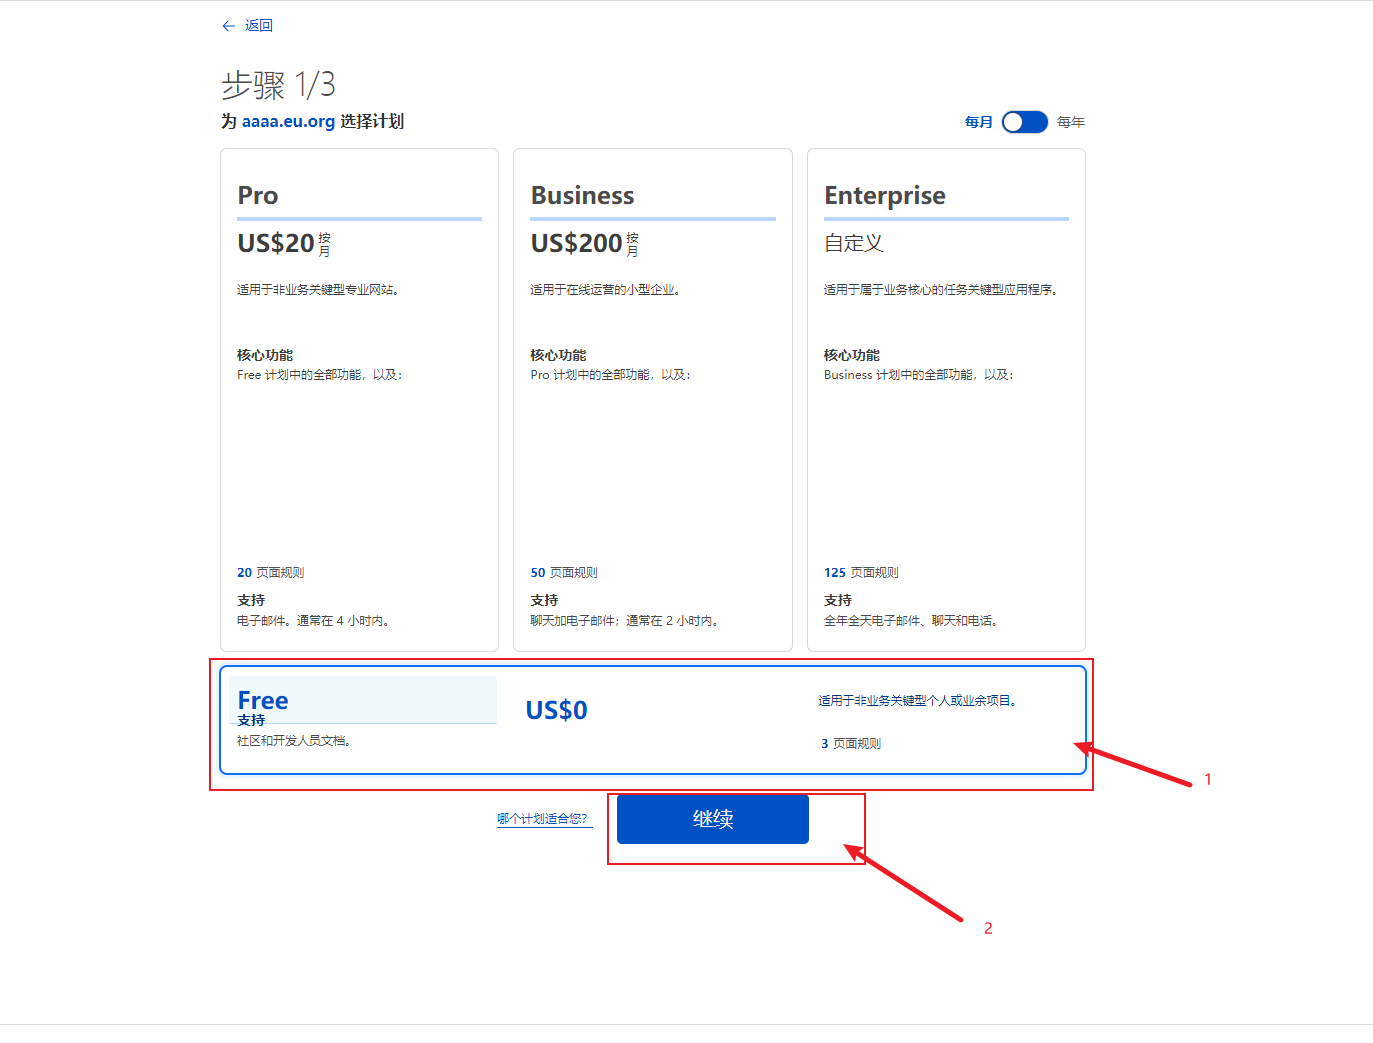 返回
步骤 1/3
为 aaaa.eu.org 选择计划
每月 每年
Pro
US$20 按月
适用于非业务关键型专业网站。
核心功能
Free 计划中的全部功能，以及：
20 页面规则
支持
电子邮件。通常在 4 小时内。
Business
US$200 按月
适用于在线运营的小型企业。
核心功能
Pro 计划中的全部功能，以及：
50 页面规则
支持
聊天加电子邮件；通常在 2 小时内。
Enterprise
自定义
适用于属于业务核心的任务关键型应用程序。
核心功能
Business 计划中的全部功能，以及：
125 页面规则
支持
全年全天电子邮件、聊天和电话。
Free
支持
社区和开发人员文档。
US$0
适用于非业务关键型个人或业余项目。
3 页面规则
1
哪个计划适合您？
继续
2